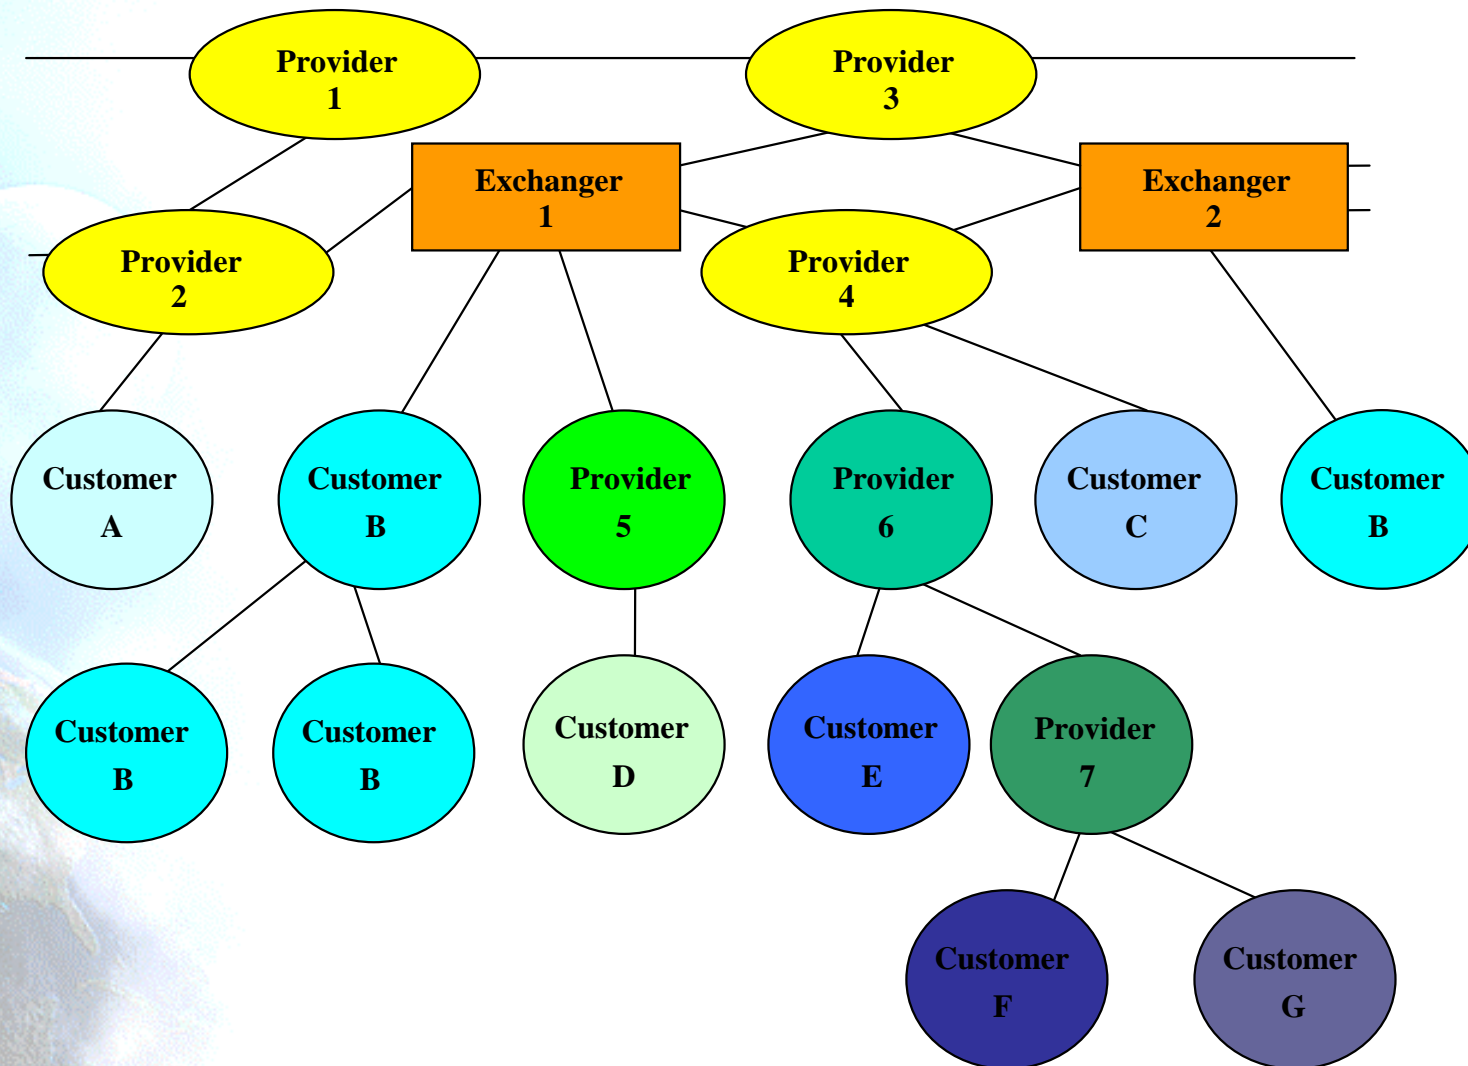 Provider
1
Provider
3
Exchanger
1
Exchanger
2
Provider
2
Provider
4
Customer
A
Customer
B
Provider
5
Provider
6
Customer
C
Customer
B
Customer
B
Customer
B
Customer
D
Customer
E
Provider
7
Customer
F
Customer
G